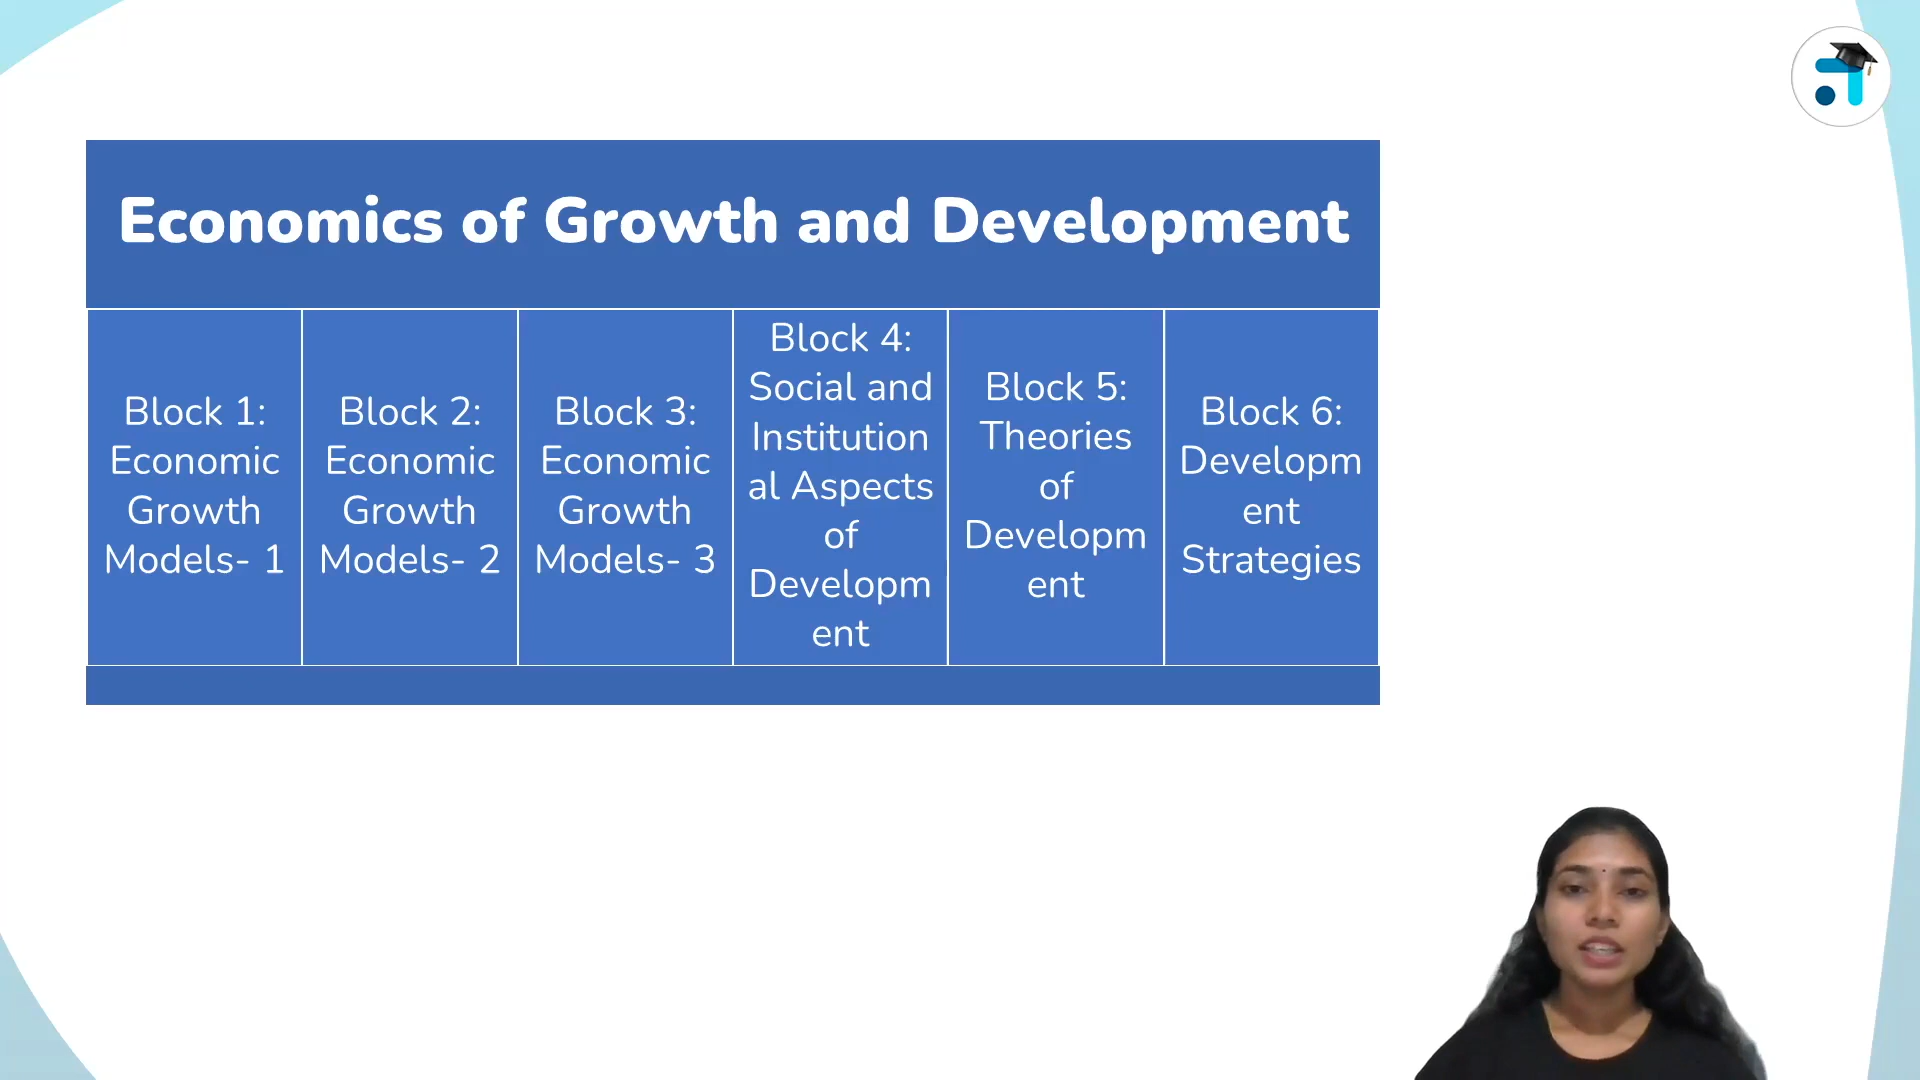 Economics of Growth and Development
Block 1:
Economic
Growth
Models- 1
Block 2:
Economic
Growth
Models- 2
Block 3:
Economic
Growth
Models- 3
Block 4:
Social and
Institution
al Aspects
of
Developm
ent
Block 5:
Theories
of
Developm
ent
Block 6:
Developm
ent
Strategies